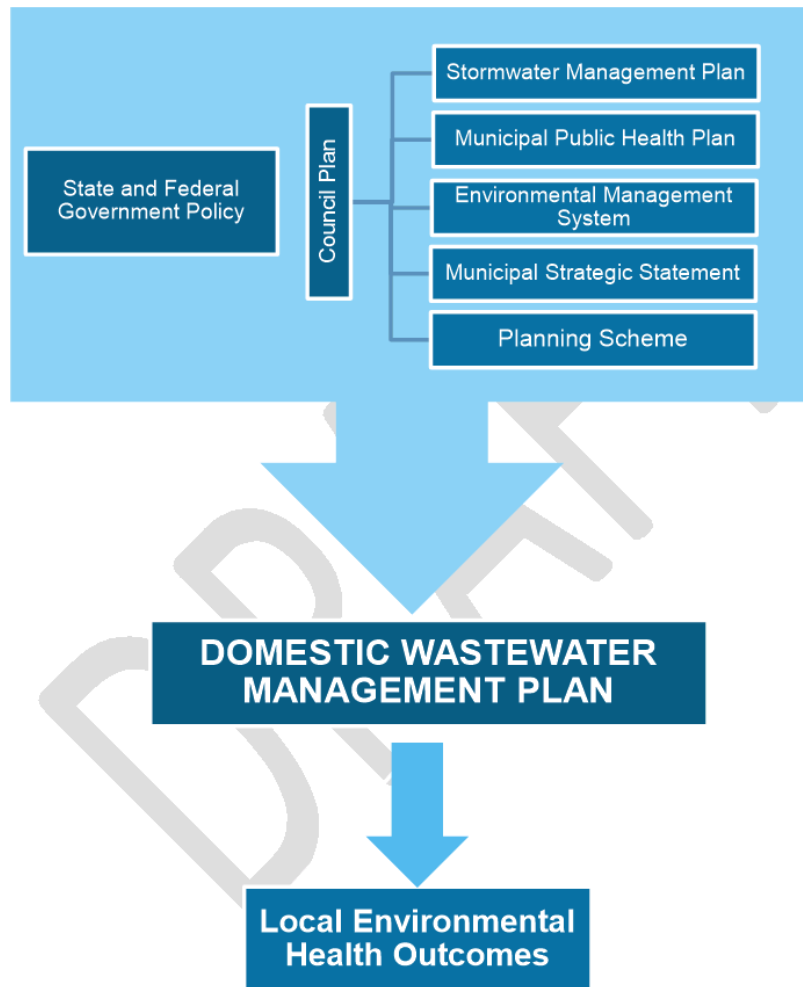 State and Federal
Government Policy
Council Plan
Stormwater Management Plan
Municipal Public Health Plan
Environmental Management
System
Municipal Strategic Statement
Planning Scheme
DOMESTIC WASTEWATER
MANAGEMENT PLAN
Local Environmental
Health Outcomes
DRAFT